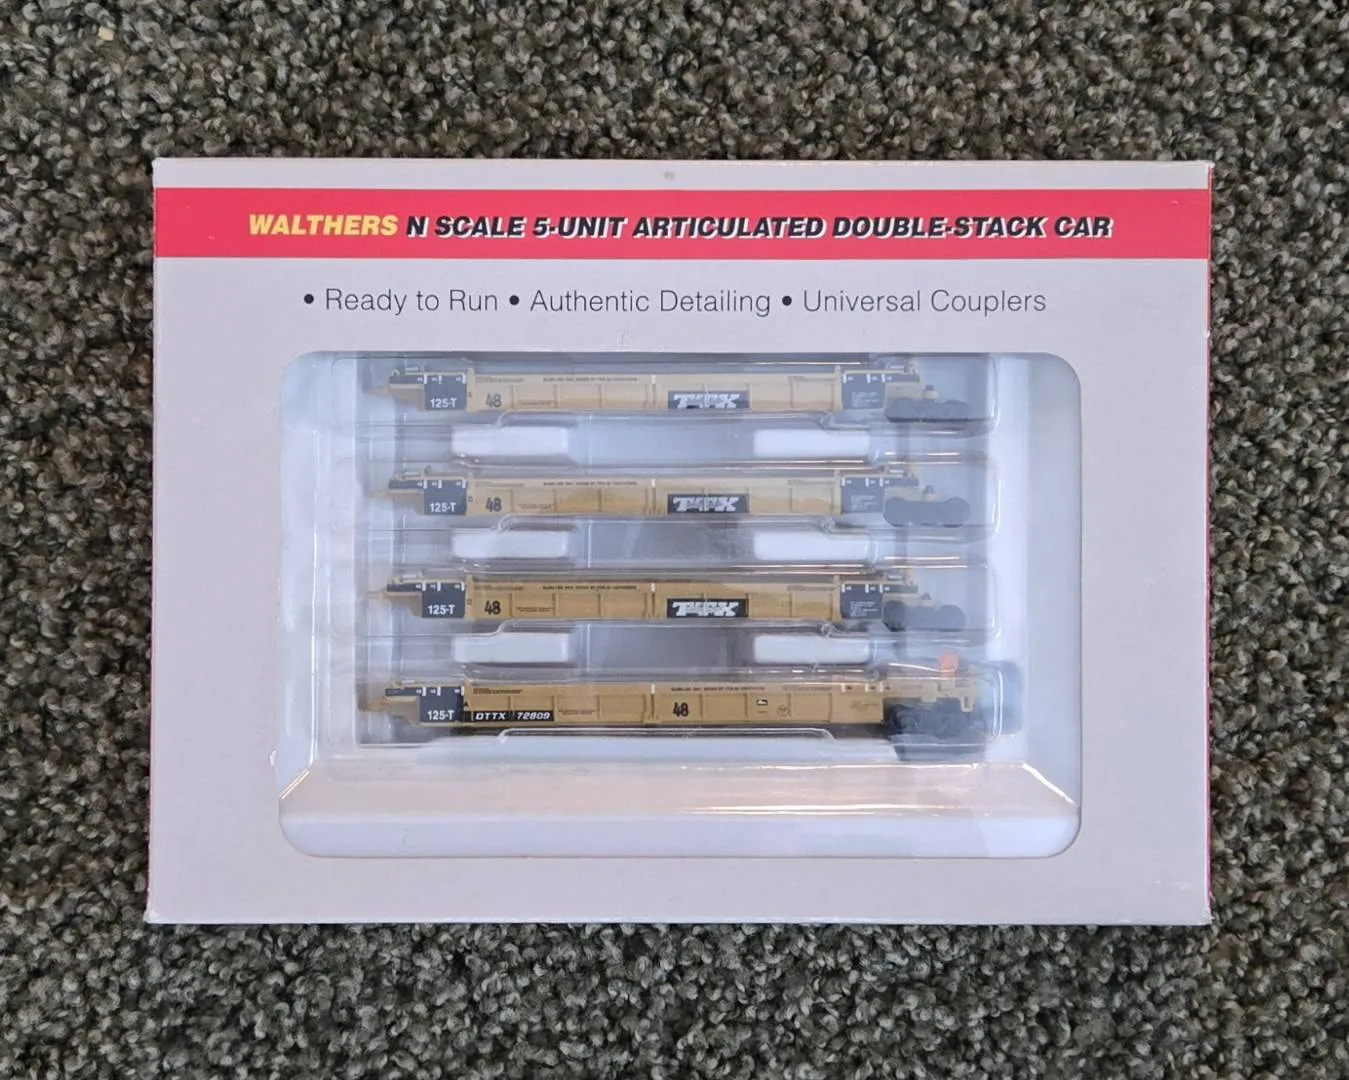 WALTHERS N SCALE 5-UNIT ARTICULATED DOUBLE-STACK CAR
• Ready to Run • Authentic Detailing • Universal Couplers
125-T 48 TTX
125-T 48 TTX
125-T 48 TTX
125-T A DTTX 72809 48